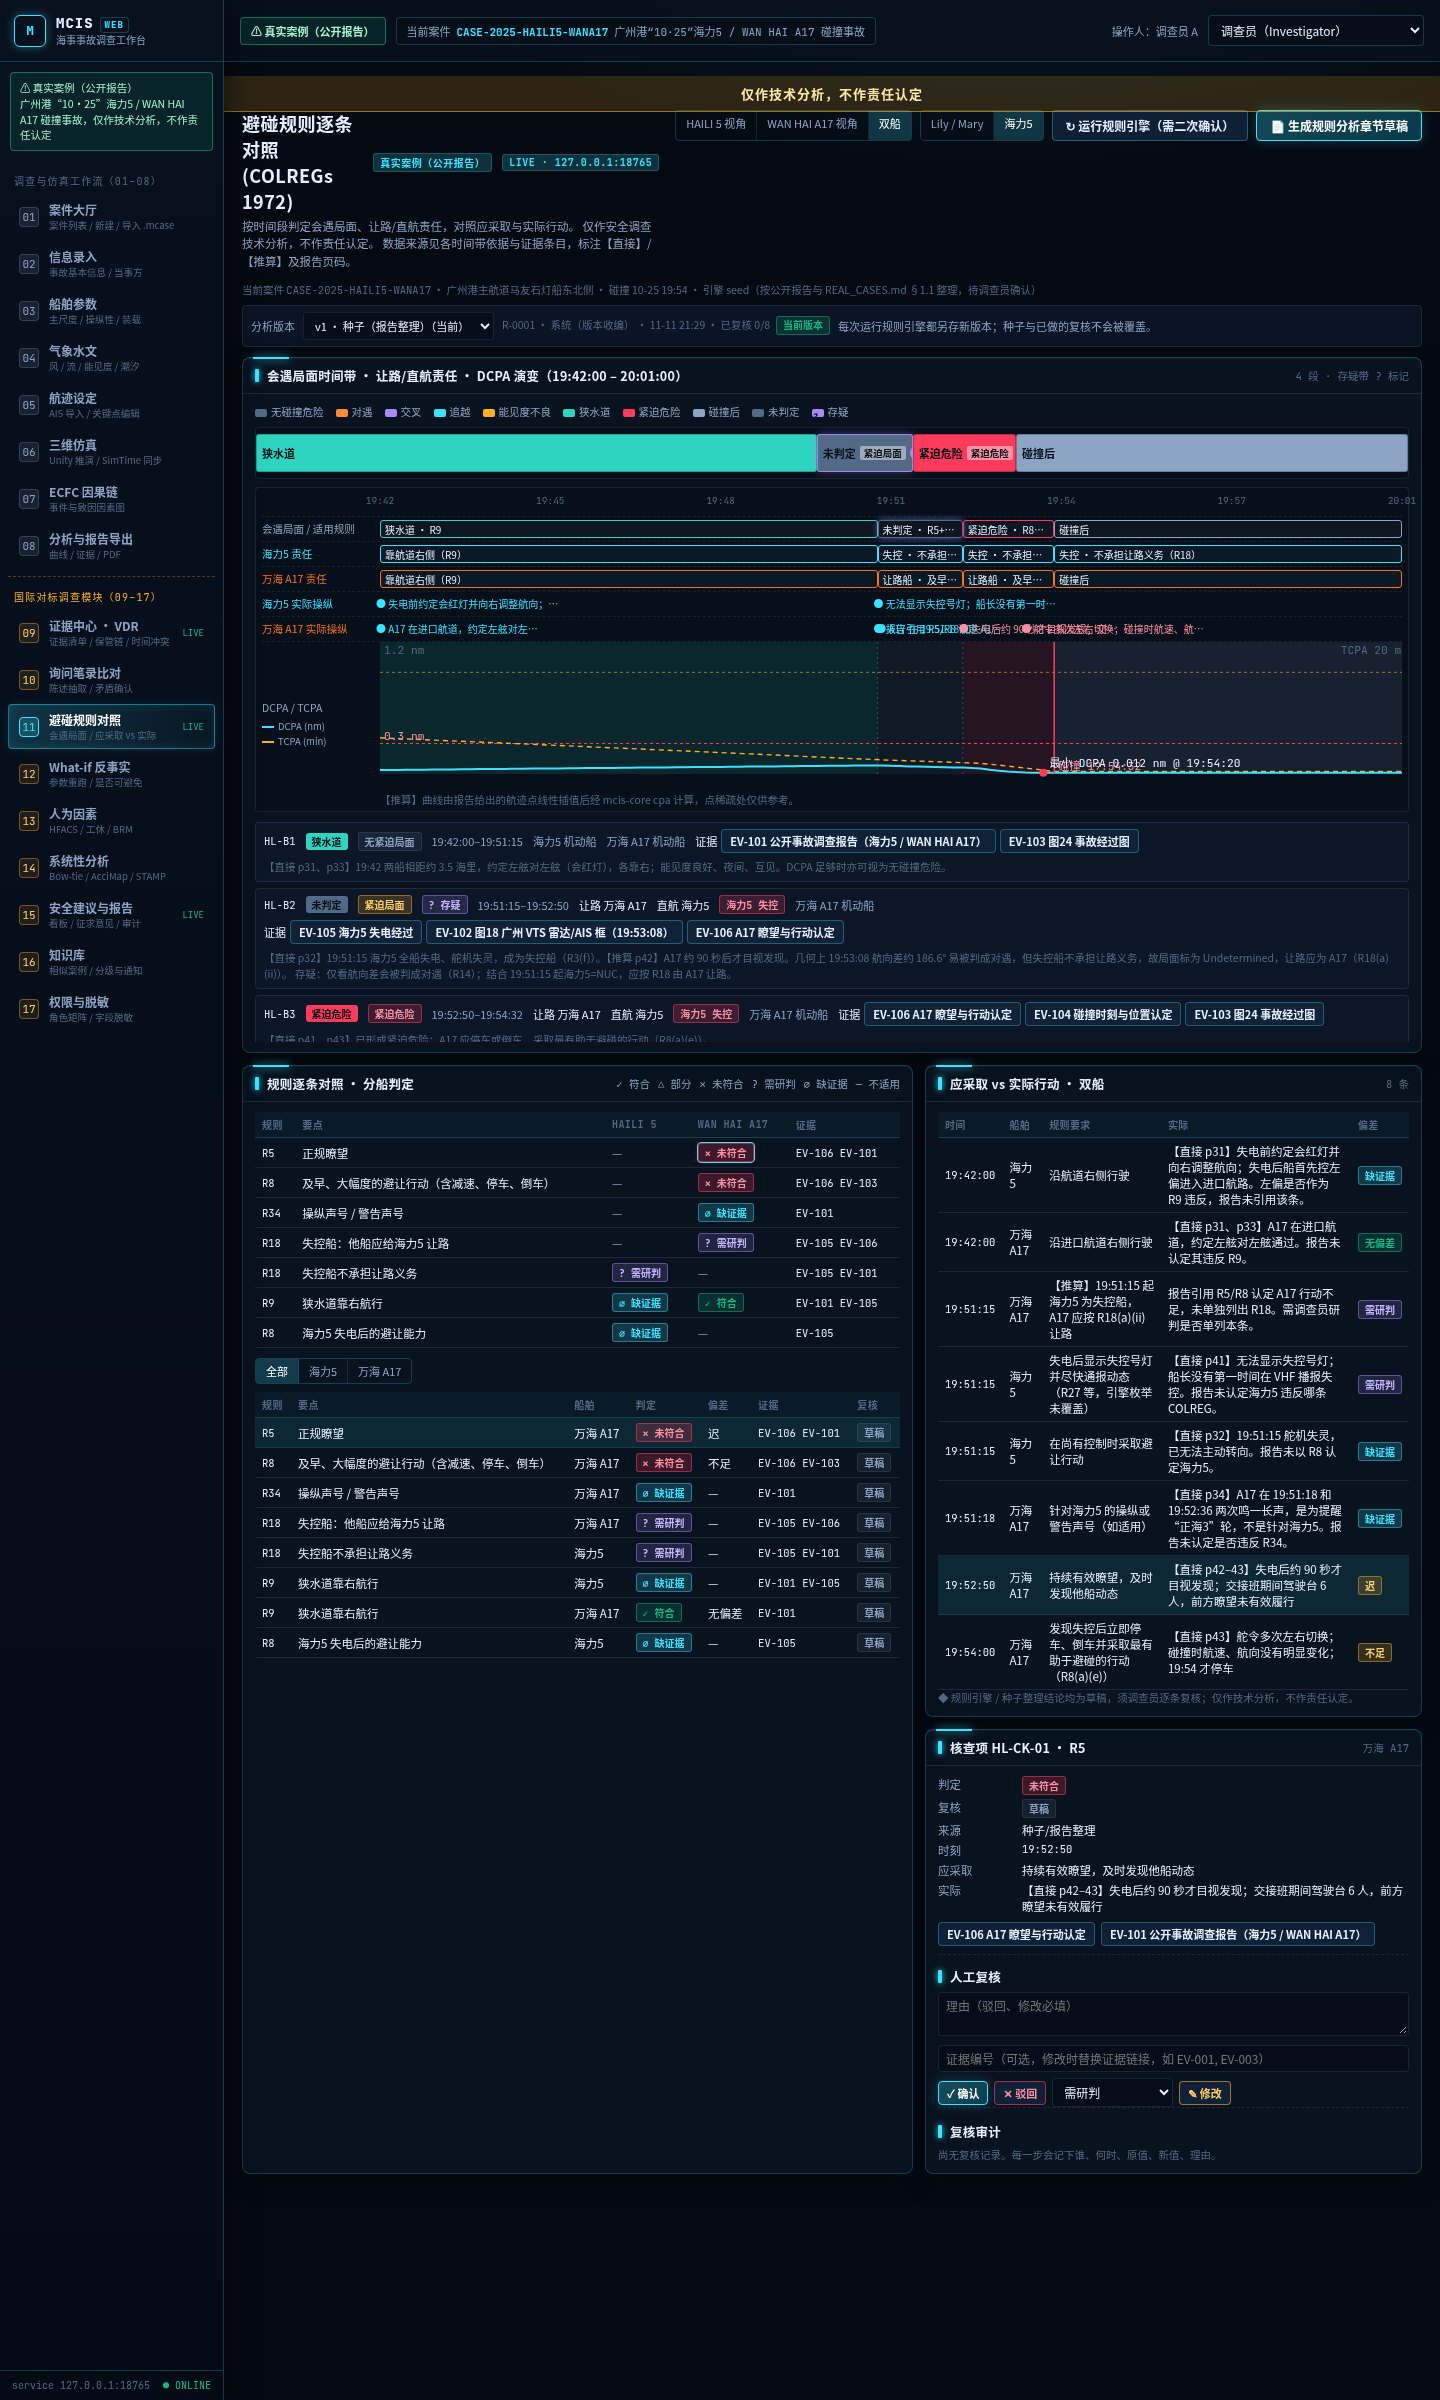 M MCIS WEB
海事事故调查工作台
⚠ 真实案例（公开报告）
当前案件 CASE-2025-HAILI5-WANA17 广州港“10·25”海力5 / WAN HAI A17 碰撞事故
操作人：调查员 A
调查员（Investigator）
⚠ 真实案例（公开报告）
广州港“10·25”海力5 / WAN HAI
A17 碰撞事故，仅作技术分析，不作责
任认定
调查与仿真工作流（01–08）
01 案件大厅
案件列表 / 新建 / 导入 .mcase
02 信息录入
事故基本信息 / 当事方
03 船舶参数
主尺度 / 操纵性 / 装载
04 气象水文
风 / 流 / 能见度 / 潮汐
05 航迹设定
AIS 导入 / 关键点编辑
06 三维仿真
Unity 推演 / SimTime 同步
07 ECFC 因果链
事件与致因因素图
08 分析与报告导出
曲线 / 证据 / PDF
国际对标调查模块（09–17）
09 证据中心 · VDR LIVE
证据清单 / 保管链 / 时间冲突
10 询问笔录比对
陈述抽取 / 矛盾确认
11 避碰规则对照 LIVE
会遇局面 / 应采取 vs 实际
12 What-if 反事实
参数重跑 / 是否可避免
13 人为因素
HFACS / 工休 / BRM
14 系统性分析
Bow-tie / AcciMap / STAMP
15 安全建议与报告 LIVE
看板 / 征求意见 / 审计
16 知识库
相似案例 / 分级与通知
17 权限与脱敏
角色矩阵 / 字段脱敏
service 127.0.0.1:18765 ● ONLINE
仅作技术分析，不作责任认定
避碰规则逐条
对照
(COLREGs
1972)
真实案例（公开报告） LIVE · 127.0.0.1:18765
HAILI 5 视角 WAN HAI A17 视角 双船
Lily / Mary 海力5
↻ 运行规则引擎（需二次确认）
📄 生成规则分析章节草稿
按时间段判定会遇局面、让路/直航责任，对照应采取与实际行动。 仅作安全调查
技术分析，不作责任认定。 数据来源见各时间带依据与证据条目，标注【直接】/
【推算】及报告页码。
当前案件 CASE-2025-HAILI5-WANA17 · 广州港主航道马友石灯船东北侧 · 碰撞 10-25 19:54 · 引擎 seed（按公开报告与 REAL_CASES.md §1.1 整理，待调查员确认）
分析版本 v1 · 种子（报告整理）（当前） R-0001 · 系统（版本收编） · 11-11 21:29 · 已复核 0/8 当前版本 每次运行规则引擎都另存新版本；种子与已做的复核不会被覆盖。
会遇局面时间带 · 让路/直航责任 · DCPA 演变（19:42:00 – 20:01:00）
4 段 · 存疑带 ? 标记
无碰撞危险 对遇 交叉 追越 能见度不良 狭水道 紧迫危险 碰撞后 未判定 ? 存疑
狭水道 未判定 紧迫局面 紧迫危险 紧迫危险 碰撞后
19:42 19:45 19:48 19:51 19:54 19:57 20:01
会遇局面 / 适用规则 狭水道 · R9 未判定 · R5+… 紧迫危险 · R8… 碰撞后
海力5 责任 靠航道右侧（R9） 失控 · 不承担… 失控 · 不承担… 失控 · 不承担让路义务（R18）
万海 A17 责任 靠航道右侧（R9） 让路船 · 及早… 让路船 · 及早… 碰撞后
海力5 实际操纵 失电前约定会红灯并向右调整航向；… 无法显示失控号灯；船长没有第一时…
万海 A17 实际操纵 A17 在进口航道，约定左舷对左… 碰撞时航速、航…
1.2 nm TCPA 20 m
DCPA / TCPA
DCPA (nm)
TCPA (min)
0.3 nm
最小 DCPA 0.012 nm @ 19:54:20
【推算】曲线由报告给出的航迹点线性插值后经 mcis-core cpa 计算，点稀疏处仅供参考。
HL-B1 狭水道 无紧迫局面 19:42:00–19:51:15 海力5 机动船 万海 A17 机动船 证据 EV-101 公开事故调查报告（海力5 / WAN HAI A17） EV-103 图24 事故经过图
【直接 p31、p33】19:42 两船相距约 3.5 海里，约定左舷对左舷（会红灯），各靠右；能见度良好、夜间、互见。DCPA 足够时亦可视为无碰撞危险。
HL-B2 未判定 紧迫局面 ? 存疑 19:51:15–19:52:50 让路 万海 A17 直航 海力5 海力5 失控 万海 A17 机动船
证据 EV-105 海力5 失电经过 EV-102 图18 广州 VTS 雷达/AIS 框（19:53:08） EV-106 A17 瞭望与行动认定
【直接 p32】19:51:15 海力5 全船失电、舵机失灵，成为失控船（R3(f)）。【推算 p42】A17 约 90 秒后才目视发现。几何上 19:53:08 航向差约 186.6° 易被判成对遇，但失控船不承担让路义务，故局面标为 Undetermined，让路应为 A17（R18(a)
(ii)）。 存疑：仅看航向差会被判成对遇（R14）；结合 19:51:15 起海力5=NUC，应按 R18 由 A17 让路。
HL-B3 紧迫危险 紧迫危险 19:52:50–19:54:32 让路 万海 A17 直航 海力5 海力5 失控 万海 A17 机动船 证据 EV-106 A17 瞭望与行动认定 EV-104 碰撞时刻与位置认定 EV-103 图24 事故经过图
【直接 p41、p43】已形成紧迫危险：A17 应停车或倒车，采取最有助于避碰的行动（R8(a)(e)）。
规则逐条对照 · 分船判定
✓ 符合 △ 部分 × 未符合 ? 需研判 ∅ 缺证据 — 不适用
规则 要点 HAILI 5 WAN HAI A17 证据
R5 正规瞭望 — × 未符合 EV-106 EV-101
R8 及早、大幅度的避让行动（含减速、停车、倒车） — × 未符合 EV-106 EV-103
R34 操纵声号 / 警告声号 — ∅ 缺证据 EV-101
R18 失控船：他船应给海力5 让路 — ? 需研判 EV-105 EV-106
R18 失控船不承担让路义务 ? 需研判 — EV-105 EV-101
R9 狭水道靠右航行 ∅ 缺证据 ✓ 符合 EV-101 EV-105
R8 海力5 失电后的避让能力 ∅ 缺证据 — EV-105
全部 海力5 万海 A17
规则 要点 船舶 判定 偏差 证据 复核
R5 正规瞭望 万海 A17 × 未符合 迟 EV-106 EV-101 草稿
R8 及早、大幅度的避让行动（含减速、停车、倒车） 万海 A17 × 未符合 不足 EV-106 EV-103 草稿
R34 操纵声号 / 警告声号 万海 A17 ∅ 缺证据 — EV-101 草稿
R18 失控船：他船应给海力5 让路 万海 A17 ? 需研判 — EV-105 EV-106 草稿
R18 失控船不承担让路义务 海力5 ? 需研判 — EV-105 EV-101 草稿
R9 狭水道靠右航行 海力5 ∅ 缺证据 — EV-101 EV-105 草稿
R9 狭水道靠右航行 万海 A17 ✓ 符合 无偏差 EV-101 草稿
R8 海力5 失电后的避让能力 海力5 ∅ 缺证据 — EV-105 草稿
应采取 vs 实际行动 · 双船
8 条
时间 船舶 规则要求 实际 偏差
19:42:00 海力5 沿航道右侧行驶 【直接 p31】失电前约定会红灯并向右调整航向；失电后船首先控左偏进入进口航路。左偏是否作为 R9 违反，报告未引用该条。 缺证据
19:42:00 万海 A17 沿进口航道右侧行驶 【直接 p31、p33】A17 在进口航道，约定左舷对左舷通过。报告未认定其违反 R9。 无偏差
19:51:15 万海 A17 【推算】19:51:15 起海力5 为失控船，A17 应按 R18(a)(ii) 让路 报告引用 R5/R8 认定 A17 行动不足，未单独列出 R18。需调查员研判是否单列本条。 需研判
19:51:15 海力5 失电后显示失控号灯并尽快通报动态（R27 等，引擎枚举未覆盖） 【直接 p41】无法显示失控号灯；船长没有第一时间在 VHF 播报失控。报告未认定海力5 违反哪条 COLREG。 需研判
19:51:15 海力5 在尚有控制时采取避让行动 【直接 p32】19:51:15 舵机失灵，已无法主动转向。报告未以 R8 认定海力5。 缺证据
19:51:18 万海 A17 针对海力5 的操纵或警告声号（如适用） 【直接 p34】A17 在 19:51:18 和 19:52:36 两次鸣一长声，是为提醒“正海3”轮，不是针对海力5。报告未认定是否违反 R34。 缺证据
19:52:50 万海 A17 持续有效瞭望，及时发现他船动态 【直接 p42–43】失电后约 90 秒才目视发现；交接班期间驾驶台 6 人，前方瞭望未有效履行 迟
19:54:00 万海 A17 发现失控后立即停车、倒车并采取最有助于避碰的行动（R8(a)(e)） 【直接 p43】舵令多次左右切换；碰撞时航速、航向没有明显变化；19:54 才停车 不足
◆ 规则引擎 / 种子整理结论均为草稿，须调查员逐条复核；仅作技术分析，不作责任认定。
核查项 HL-CK-01 · R5
万海 A17
判定 未符合
复核 草稿
来源 种子/报告整理
时刻 19:52:50
应采取 持续有效瞭望，及时发现他船动态
实际 【直接 p42–43】失电后约 90 秒才目视发现；交接班期间驾驶台 6 人，前方
瞭望未有效履行
EV-106 A17 瞭望与行动认定 EV-101 公开事故调查报告（海力5 / WAN HAI A17）
人工复核
理由（驳回、修改必填）
证据编号（可选，修改时替换证据链接，如 EV-001, EV-003）
✓ 确认 ✕ 驳回 需研判 ✎ 修改
复核审计
尚无复核记录。每一步会记下谁、何时、原值、新值、理由。